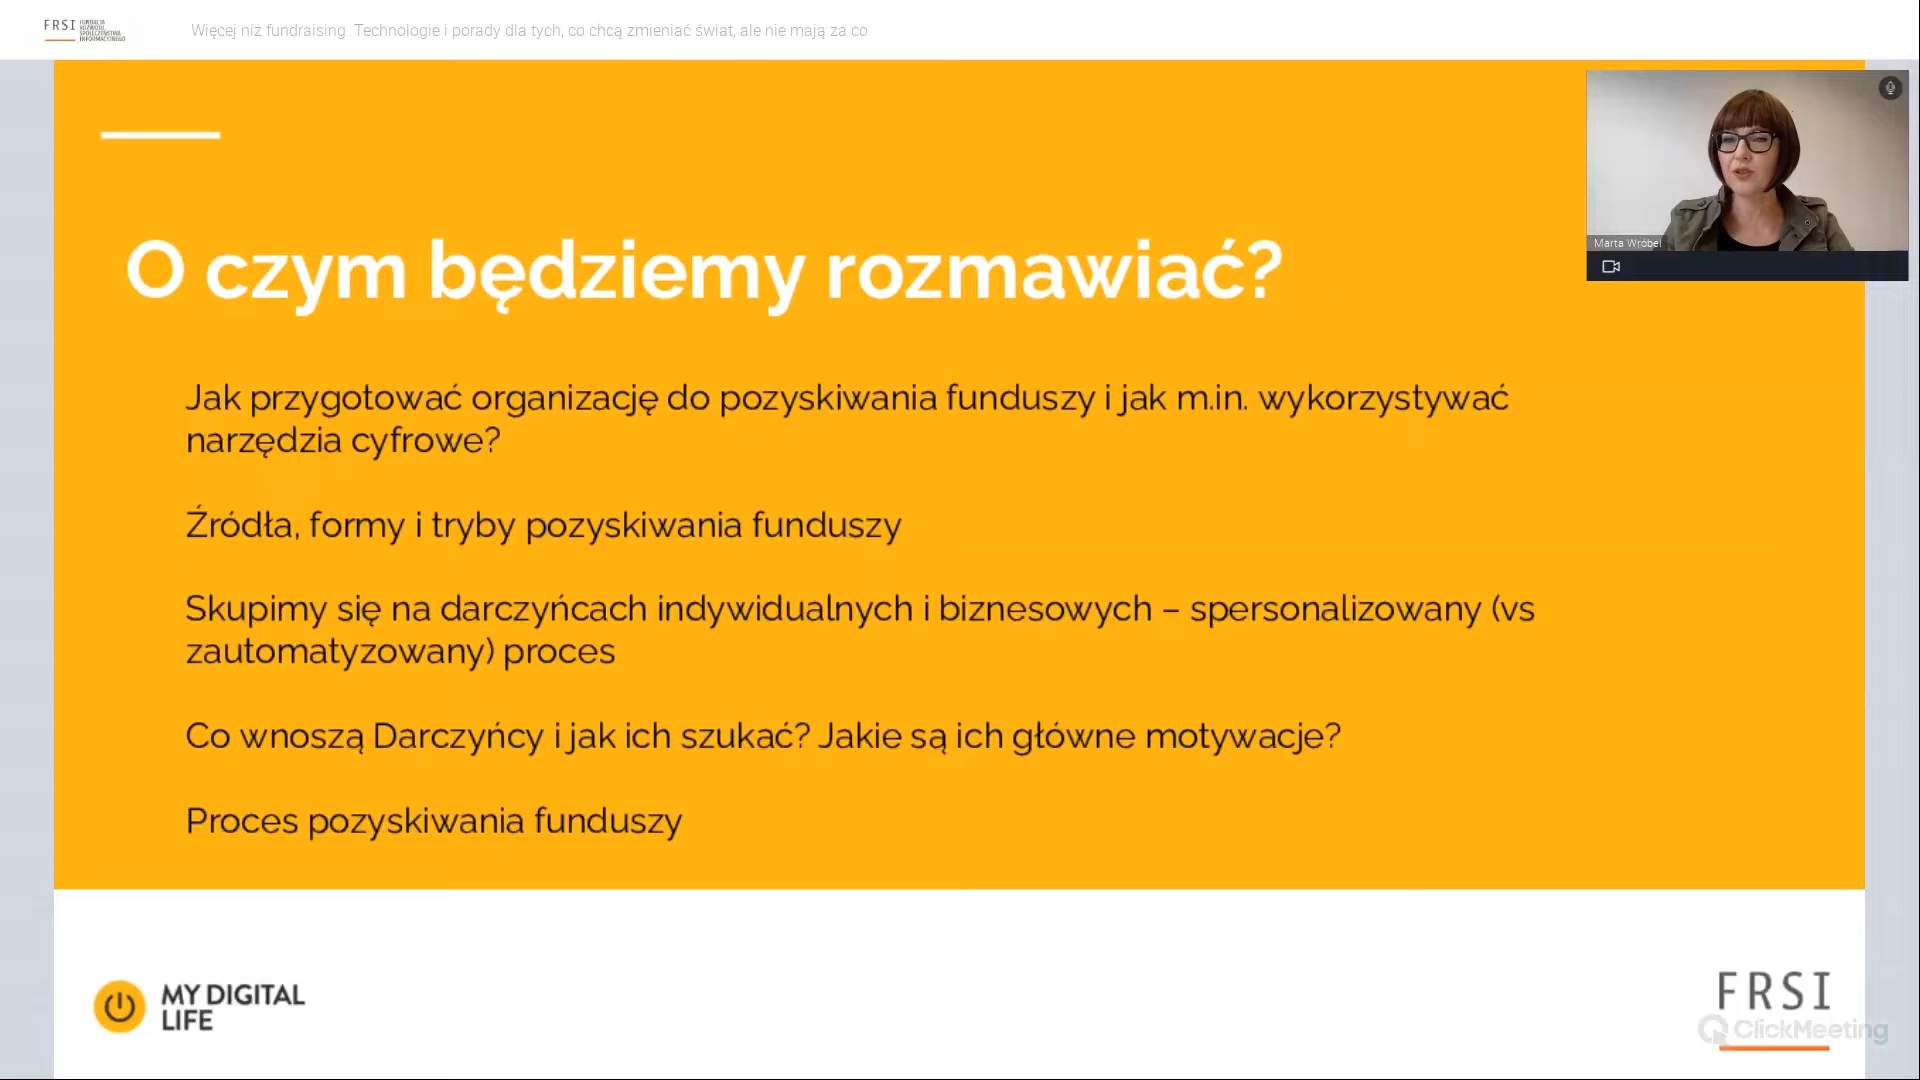 FRSI FUNDACJA
ROZWOJU
SPOŁECZEŃSTWA
INFORMACYJNEGO
Więcej niż fundraising. Technologie i porady dla tych, co chcą zmieniać świat, ale nie mają za co
Marta Wróbel
O czym będziemy rozmawiać?
Jak przygotować organizację do pozyskiwania funduszy i jak m.in. wykorzystywać
narzędzia cyfrowe?
Źródła, formy i tryby pozyskiwania funduszy
Skupimy się na darczyńcach indywidualnych i biznesowych – spersonalizowany (vs
zautomatyzowany) proces
Co wnoszą Darczyńcy i jak ich szukać? Jakie są ich główne motywacje?
Proces pozyskiwania funduszy
MY DIGITAL
LIFE
FRSI
ClickMeeting